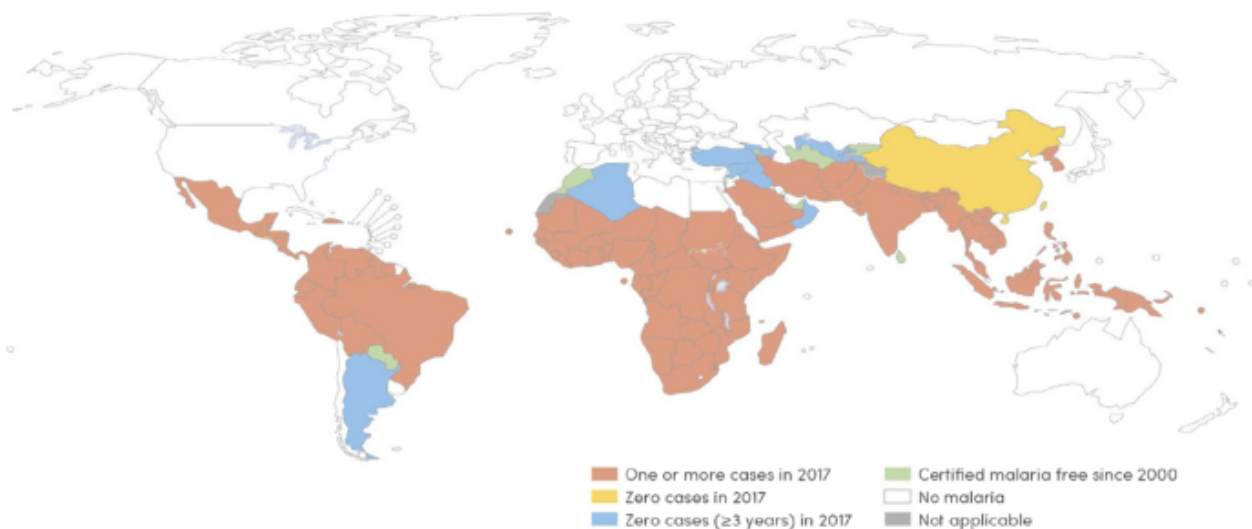 One or more cases in 2017
Zero cases in 2017
Zero cases (≥3 years) in 2017
Certified malaria free since 2000
No malaria
Not applicable